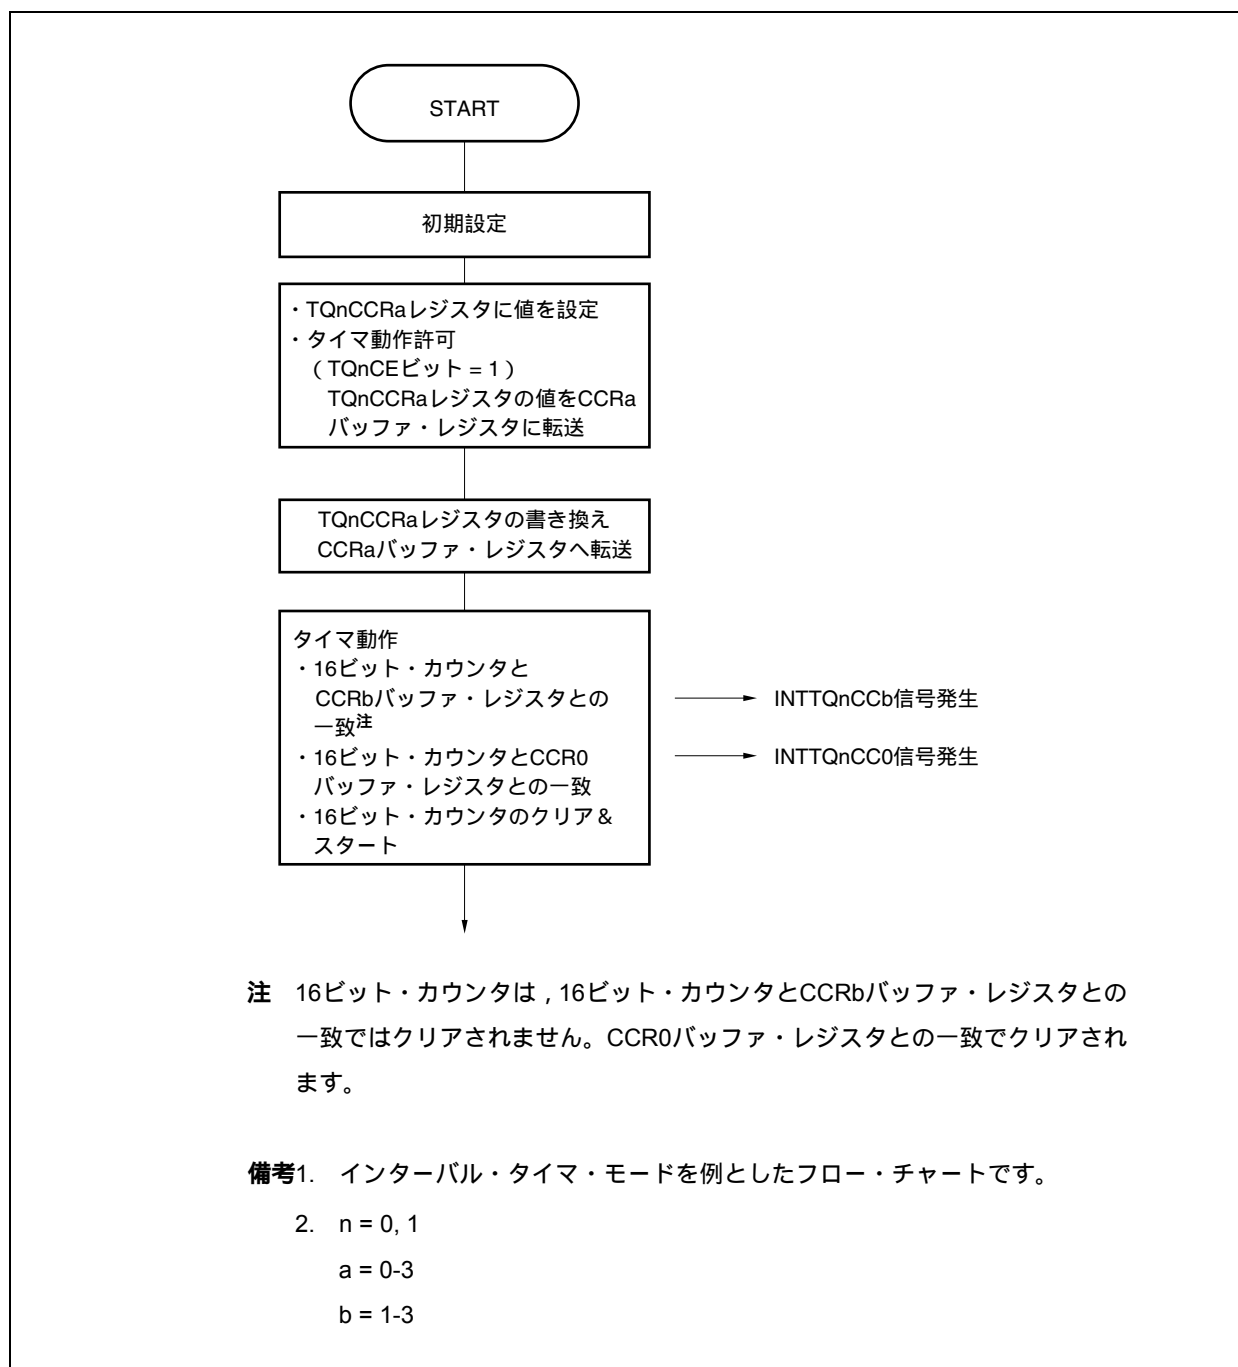 START
初期設定
・TQnCCRaレジスタに値を設定
・タイマ動作許可
（TQnCEビット = 1）
TQnCCRaレジスタの値をCCRa
バッファ・レジスタに転送
TQnCCRaレジスタの書き換え
CCRaバッファ・レジスタへ転送
タイマ動作
・16ビット・カウンタと
CCRbバッファ・レジスタとの
一致注
・16ビット・カウンタとCCR0
バッファ・レジスタとの一致
・16ビット・カウンタのクリア＆
スタート
INTTQnCCb信号発生
INTTQnCC0信号発生
注 16ビット・カウンタは，16ビット・カウンタとCCRbバッファ・レジスタとの
一致ではクリアされません。CCR0バッファ・レジスタとの一致でクリアされ
ます。
備考1. インターバル・タイマ・モードを例としたフロー・チャートです。
2. n = 0, 1
a = 0-3
b = 1-3